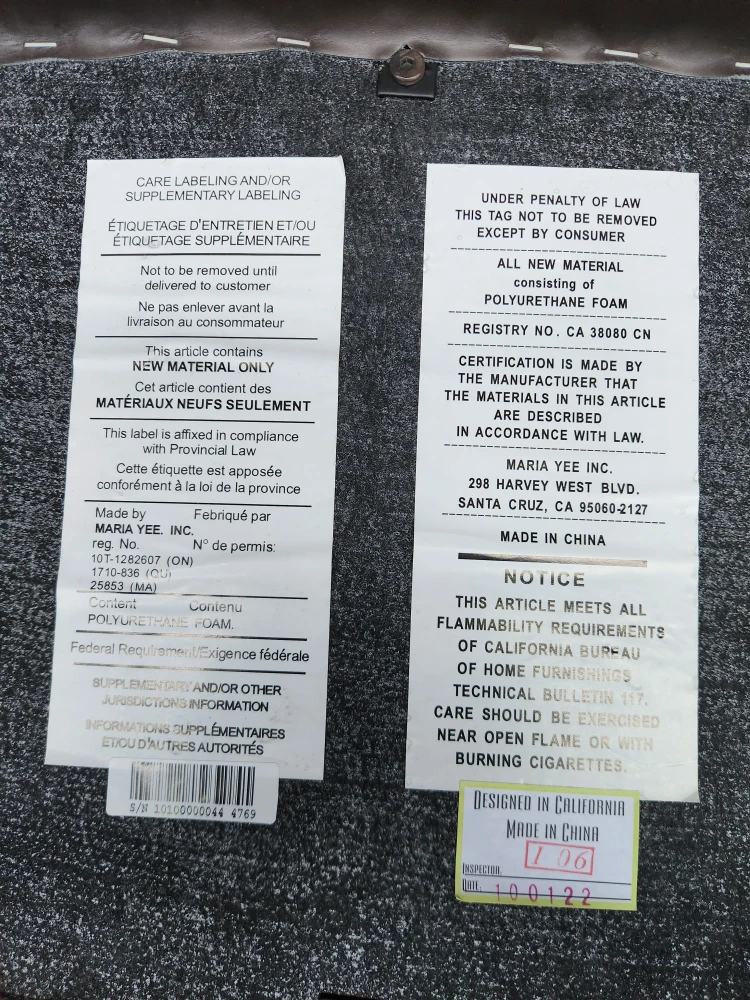 CARE LABELING AND/OR
SUPPLEMENTARY LABELING
ÉTIQUETAGE D'ENTRETIEN ET/OU
ÉTIQUETAGE SUPPLÉMENTAIRE
Not to be removed until
delivered to customer
Ne pas enlever avant la
livraison au consommateur
This article contains
NEW MATERIAL ONLY
Cet article contient des
MATÉRIAUX NEUFS SEULEMENT
This label is affixed in compliance
with Provincial Law
Cette étiquette est apposée
conforément à la loi de la province
Made by Fabriqué par
MARIA YEE. INC.
reg. No. N° de permis:
10T-1282607 (ON)
1710-836 (QU)
25853 (MA)
Content Contenu
POLYURETHANE FOAM.
Federal Requirement/Exigence fédérale
SUPPLEMENTARY AND/OR OTHER
JURISDICTIONS INFORMATION
INFORMATIONS SUPPLÉMENTAIRES
ET/OU D'AUTRES AUTORITÉS
S/N 10100000044 4769
UNDER PENALTY OF LAW
THIS TAG NOT TO BE REMOVED
EXCEPT BY CONSUMER
ALL NEW MATERIAL
consisting of
POLYURETHANE FOAM
REGISTRY NO. CA 38080 CN
CERTIFICATION IS MADE BY
THE MANUFACTURER THAT
THE MATERIALS IN THIS ARTICLE
ARE DESCRIBED
IN ACCORDANCE WITH LAW.
MARIA YEE INC.
298 HARVEY WEST BLVD.
SANTA CRUZ, CA 95060-2127
MADE IN CHINA
NOTICE
THIS ARTICLE MEETS ALL
FLAMMABILITY REQUIREMENTS
OF CALIFORNIA BUREAU
OF HOME FURNISHINGS
TECHNICAL BULLETIN 117.
CARE SHOULD BE EXERCISED
NEAR OPEN FLAME OR WITH
BURNING CIGARETTES.
DESIGNED IN CALIFORNIA
MADE IN CHINA
INSPECTOR: 1 06
DATE: 100122